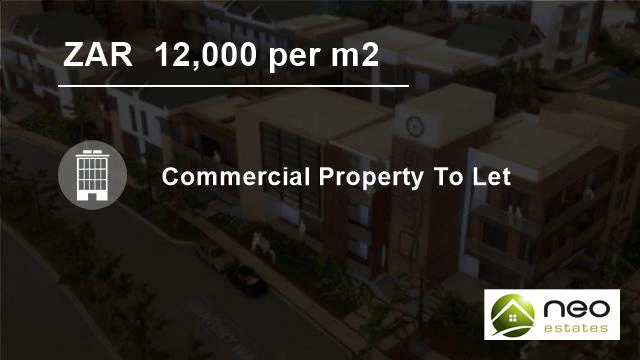 ZAR 12,000 per m2
Commercial Property To Let
neo
estates